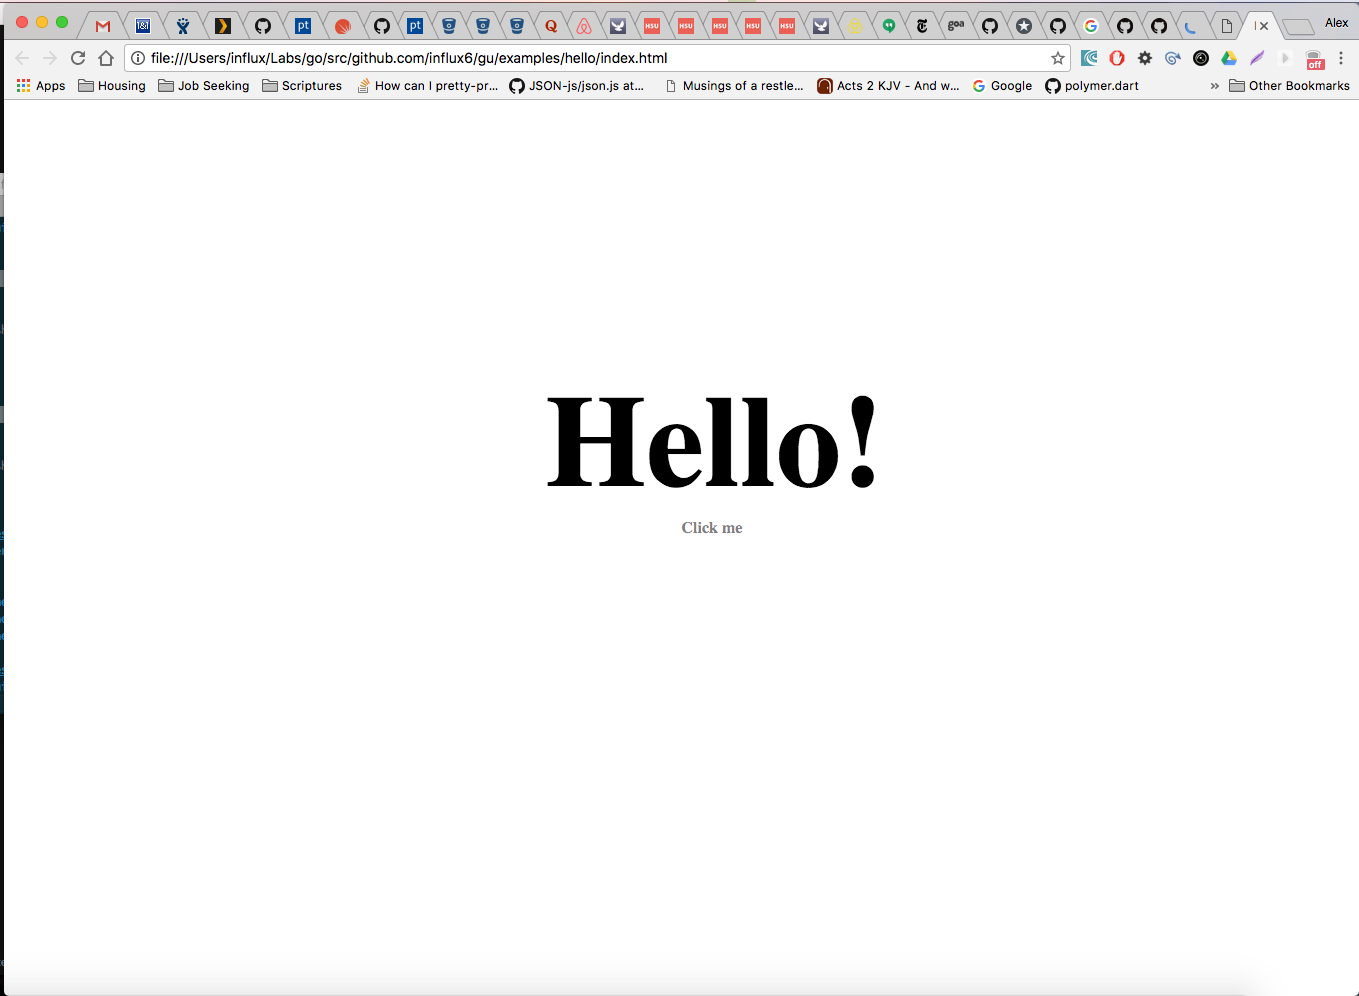 Alex
file:///Users/influx/Labs/go/src/github.com/influx6/gu/examples/hello/index.html
off
Apps Housing Job Seeking Scriptures How can I pretty-pr... JSON-js/json.js at... Musings of a restle... Acts 2 KJV - And w... Google polymer.dart » Other Bookmarks
Hello!
Click me